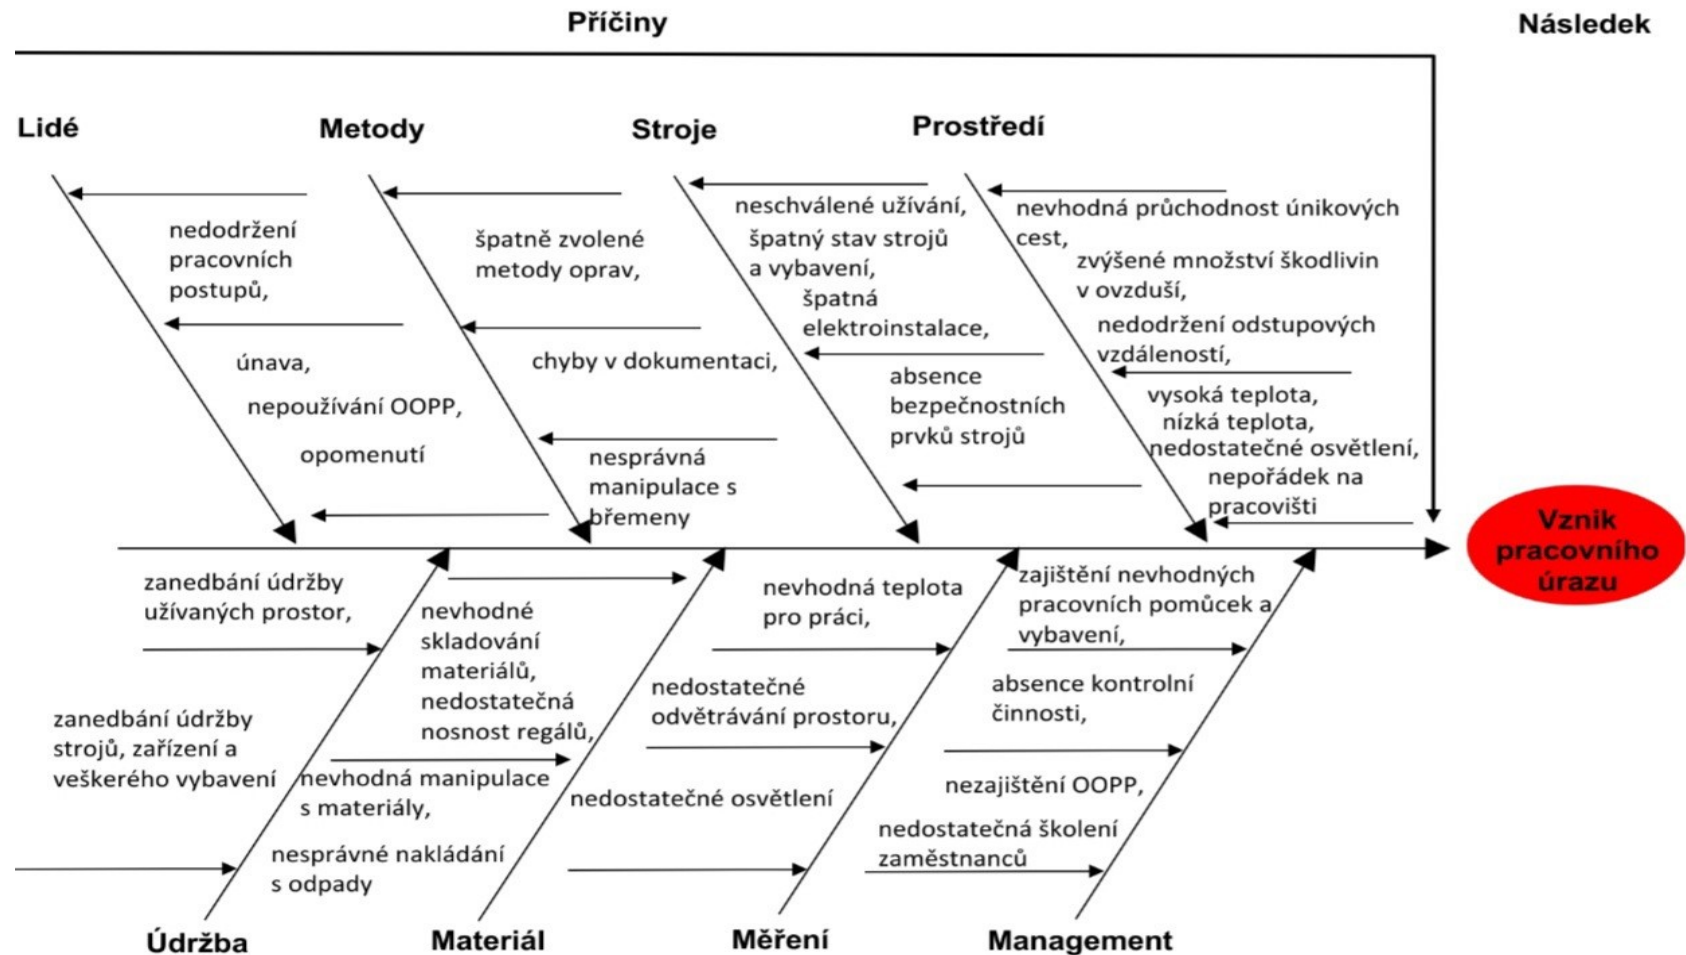 Příčiny
Následek
Lidé
Metody
Stroje
Prostředí
nedodržení
pracovních
postupů,
únava,
nepoužívání OOPP,
opomenutí
špatně zvolené
metody oprav,
chyby v dokumentaci,
nesprávná
manipulace s
břemeny
neschválené užívání,
špatný stav strojů
a vybavení,
špatná
elektroinstalace,
absence
bezpečnostních
prvků strojů
nevhodná průchodnost únikových
cest,
zvýšené množství škodlivin
v ovzduší,
nedodržení odstupových
vzdáleností,
vysoká teplota,
nízká teplota,
nedostatečné osvětlení,
nepořádek na
pracovišti
Vznik
pracovního
úrazu
zanedbání údržby
užívaných prostor,
zanedbání údržby
strojů, zařízení a
veškerého vybavení
nevhodné
skladování
materiálů,
nedostatečná
nosnost regálů,
nevhodná manipulace
s materiály,
nesprávné nakládání
s odpady
nevhodná teplota
pro práci,
nedostatečné
odvětrávání prostoru,
nedostatečné osvětlení
zajištění nevhodných
pracovních pomůcek a
vybavení,
absence kontrolní
činnosti,
nezajištění OOPP,
nedostatečná školení
zaměstnanců
Údržba
Materiál
Měření
Management